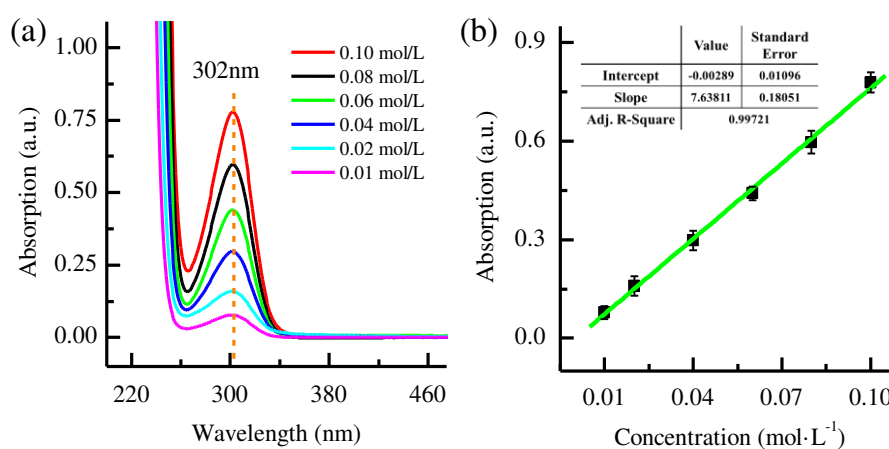 (a)
1.00
0.75
0.50
0.25
0.00
Absorption (a.u.)
302nm
0.10 mol/L
0.08 mol/L
0.06 mol/L
0.04 mol/L
0.02 mol/L
0.01 mol/L
220 300 380 460
Wavelength (nm)
(b)
0.9
0.6
0.3
0.0
Absorption (a.u.)
Value Standard Error
Intercept -0.00289 0.01096
Slope 7.63811 0.18051
Adj. R-Square 0.99721
0.01 0.04 0.07 0.10
Concentration (mol·L⁻¹)